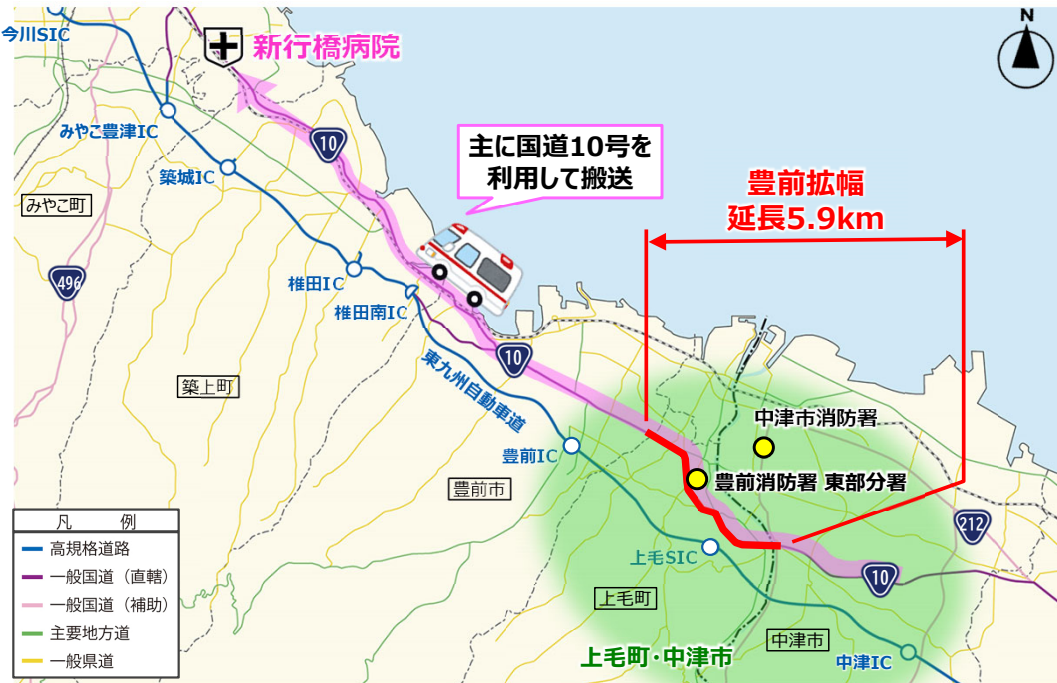 今川SIC
新行橋病院
N
みやこ豊津IC
10
築城IC
主に国道10号を
利用して搬送
豊前拡幅
延長5.9km
みやこ町
496
椎田IC
椎田南IC
10
築上町
東九州自動車道
中津市消防署
豊前IC
豊前消防署 東部分署
豊前市
212
凡 例
高規格道路
一般国道（直轄）
一般国道（補助）
主要地方道
一般県道
上毛SIC
10
上毛町
中津市
上毛町・中津市
中津IC